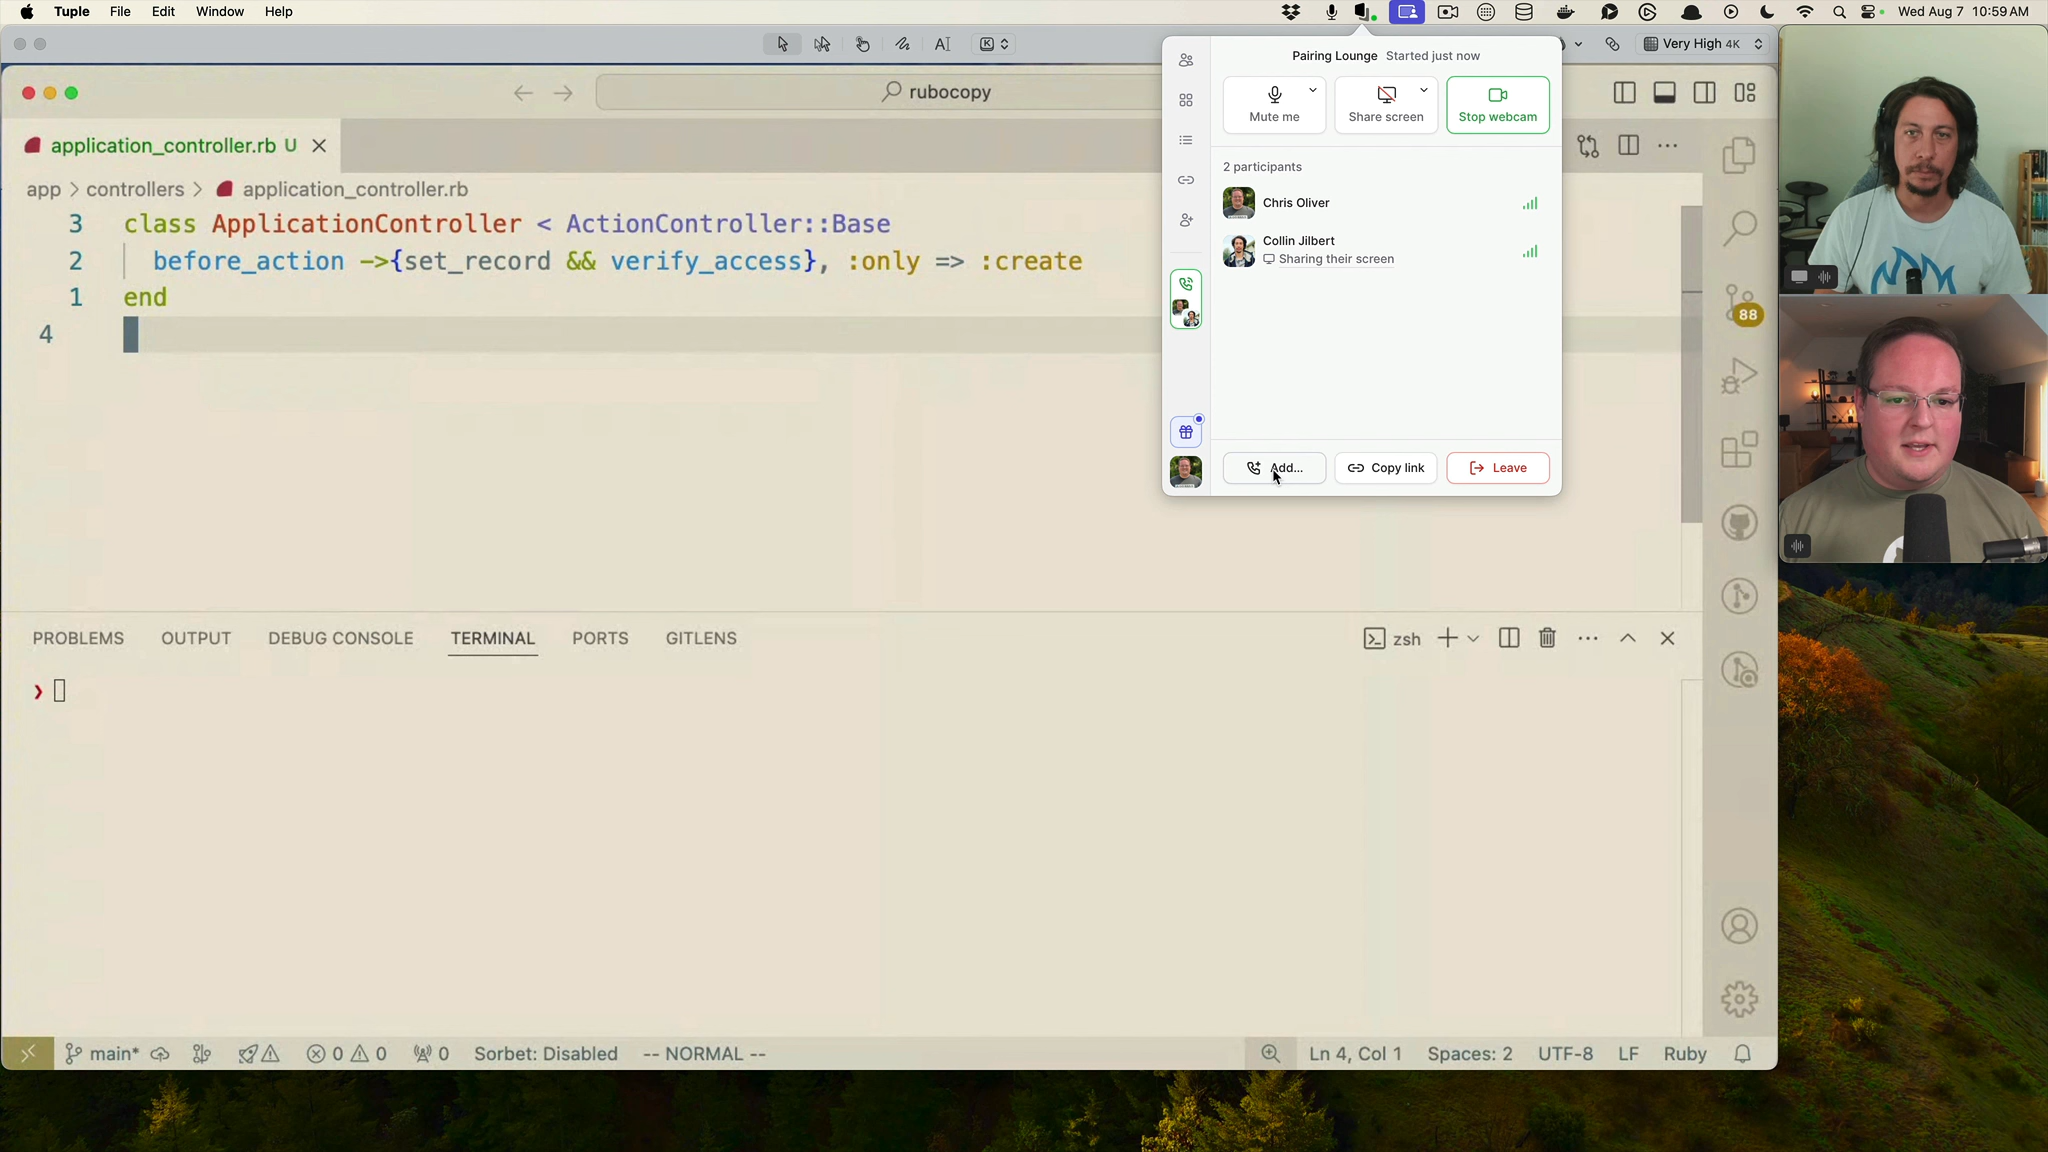 Tuple File Edit Window Help
Wed Aug 7 10:59 AM
Very High 4K
rubocopy
application_controller.rb U
app > controllers > application_controller.rb
3 class ApplicationController < ActionController::Base
2 before_action ->{set_record && verify_access}, :only => :create
1 end
4
Pairing Lounge Started just now
Mute me
Share screen
Stop webcam
2 participants
Chris Oliver
Collin Jilbert
Sharing their screen
Add...
Copy link
Leave
88
PROBLEMS OUTPUT DEBUG CONSOLE TERMINAL PORTS GITLENS
zsh
main* 0 0 0 Sorbet: Disabled -- NORMAL --
Ln 4, Col 1 Spaces: 2 UTF-8 LF Ruby